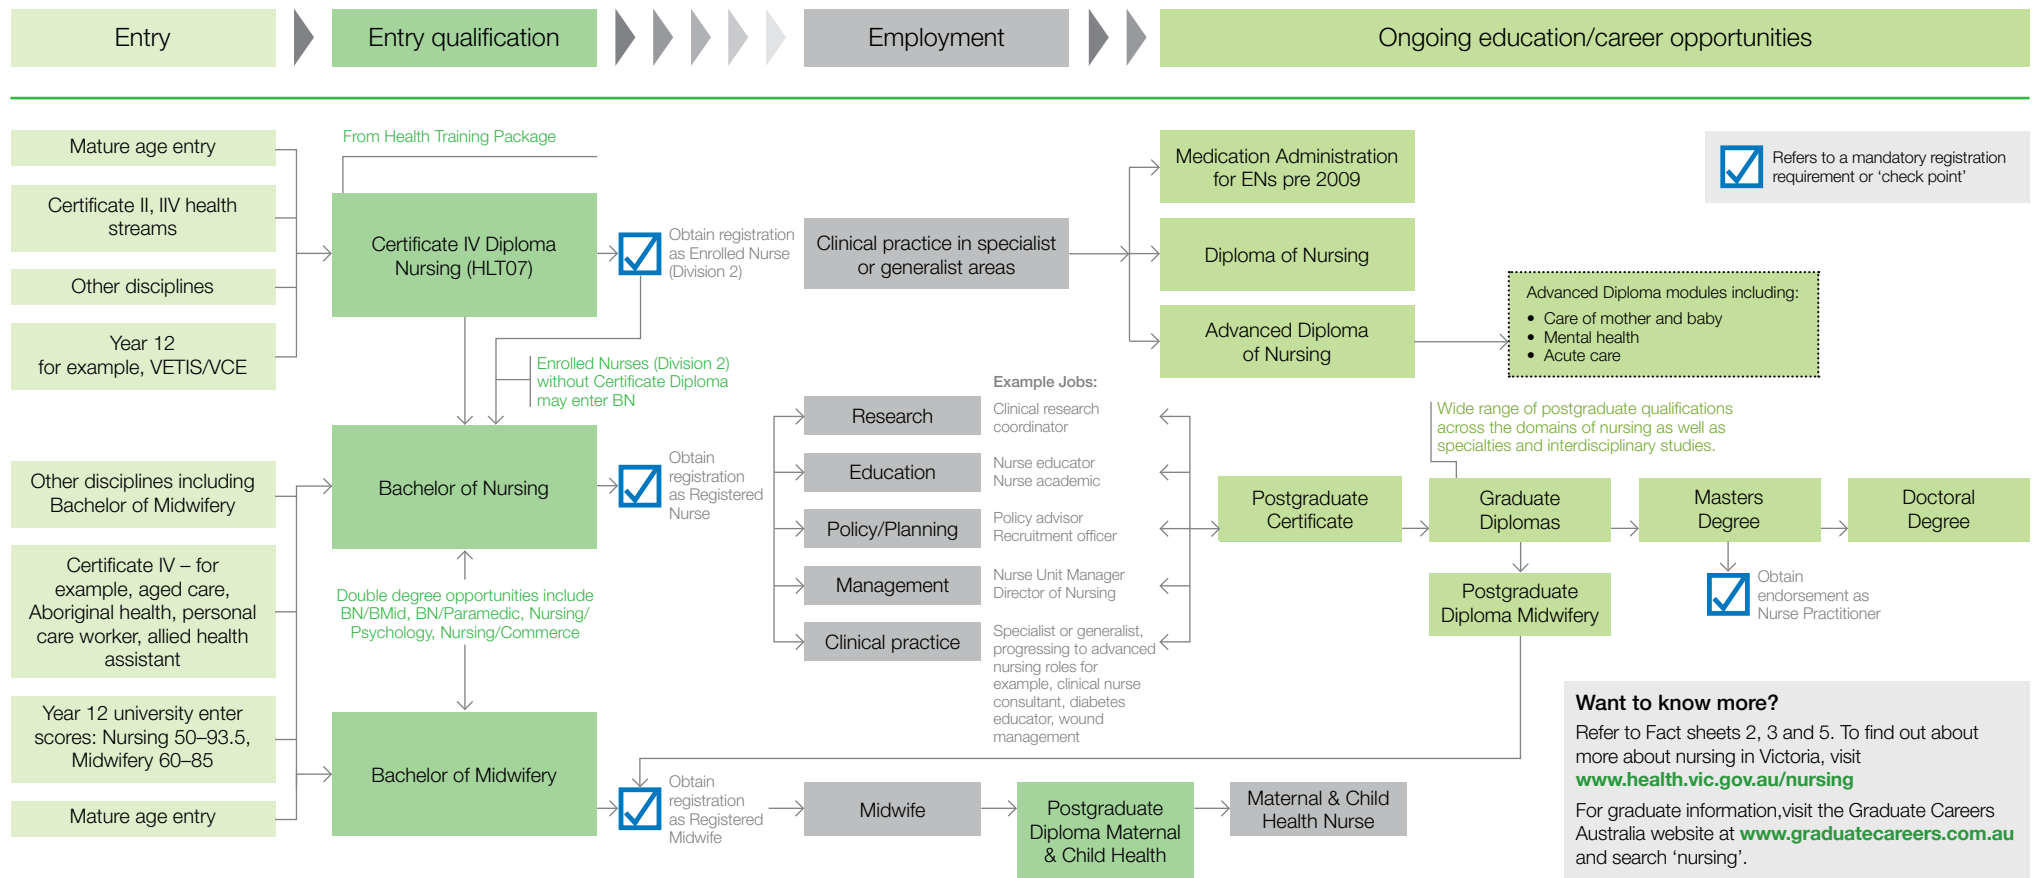 Entry
Entry qualification
Employment
Ongoing education/career opportunities
Mature age entry
Certificate II, IIV health
streams
Other disciplines
Year 12
for example, VETIS/VCE
From Health Training Package
Certificate IV Diploma
Nursing (HLT07)
Obtain registration
as Enrolled Nurse
(Division 2)
Enrolled Nurses (Division 2)
without Certificate Diploma
may enter BN
Clinical practice in specialist
or generalist areas
Medication Administration
for ENs pre 2009
Diploma of Nursing
Advanced Diploma
of Nursing
Advanced Diploma modules including:
• Care of mother and baby
• Mental health
• Acute care
Refers to a mandatory registration
requirement or ‘check point’
Other disciplines including
Bachelor of Midwifery
Certificate IV – for
example, aged care,
Aboriginal health, personal
care worker, allied health
assistant
Year 12 university enter
scores: Nursing 50–93.5,
Midwifery 60–85
Mature age entry
Bachelor of Nursing
Obtain
registration
as Registered
Nurse
Double degree opportunities include
BN/BMid, BN/Paramedic, Nursing/
Psychology, Nursing/Commerce
Bachelor of Midwifery
Obtain
registration
as Registered
Midwife
Example Jobs:
Research
Clinical research
coordinator
Education
Nurse educator
Nurse academic
Policy/Planning
Policy advisor
Recruitment officer
Management
Nurse Unit Manager
Director of Nursing
Clinical practice
Specialist or generalist,
progressing to advanced
nursing roles for
example, clinical nurse
consultant, diabetes
educator, wound
management
Wide range of postgraduate qualifications
across the domains of nursing as well as
specialties and interdisciplinary studies.
Postgraduate
Certificate
Graduate
Diplomas
Masters
Degree
Doctoral
Degree
Postgraduate
Diploma Midwifery
Obtain
endorsement as
Nurse Practitioner
Midwife
Postgraduate
Diploma Maternal
& Child Health
Maternal & Child
Health Nurse
Want to know more?
Refer to Fact sheets 2, 3 and 5. To find out about
more about nursing in Victoria, visit
www.health.vic.gov.au/nursing
For graduate information,visit the Graduate Careers
Australia website at www.graduatecareers.com.au
and search ‘nursing’.